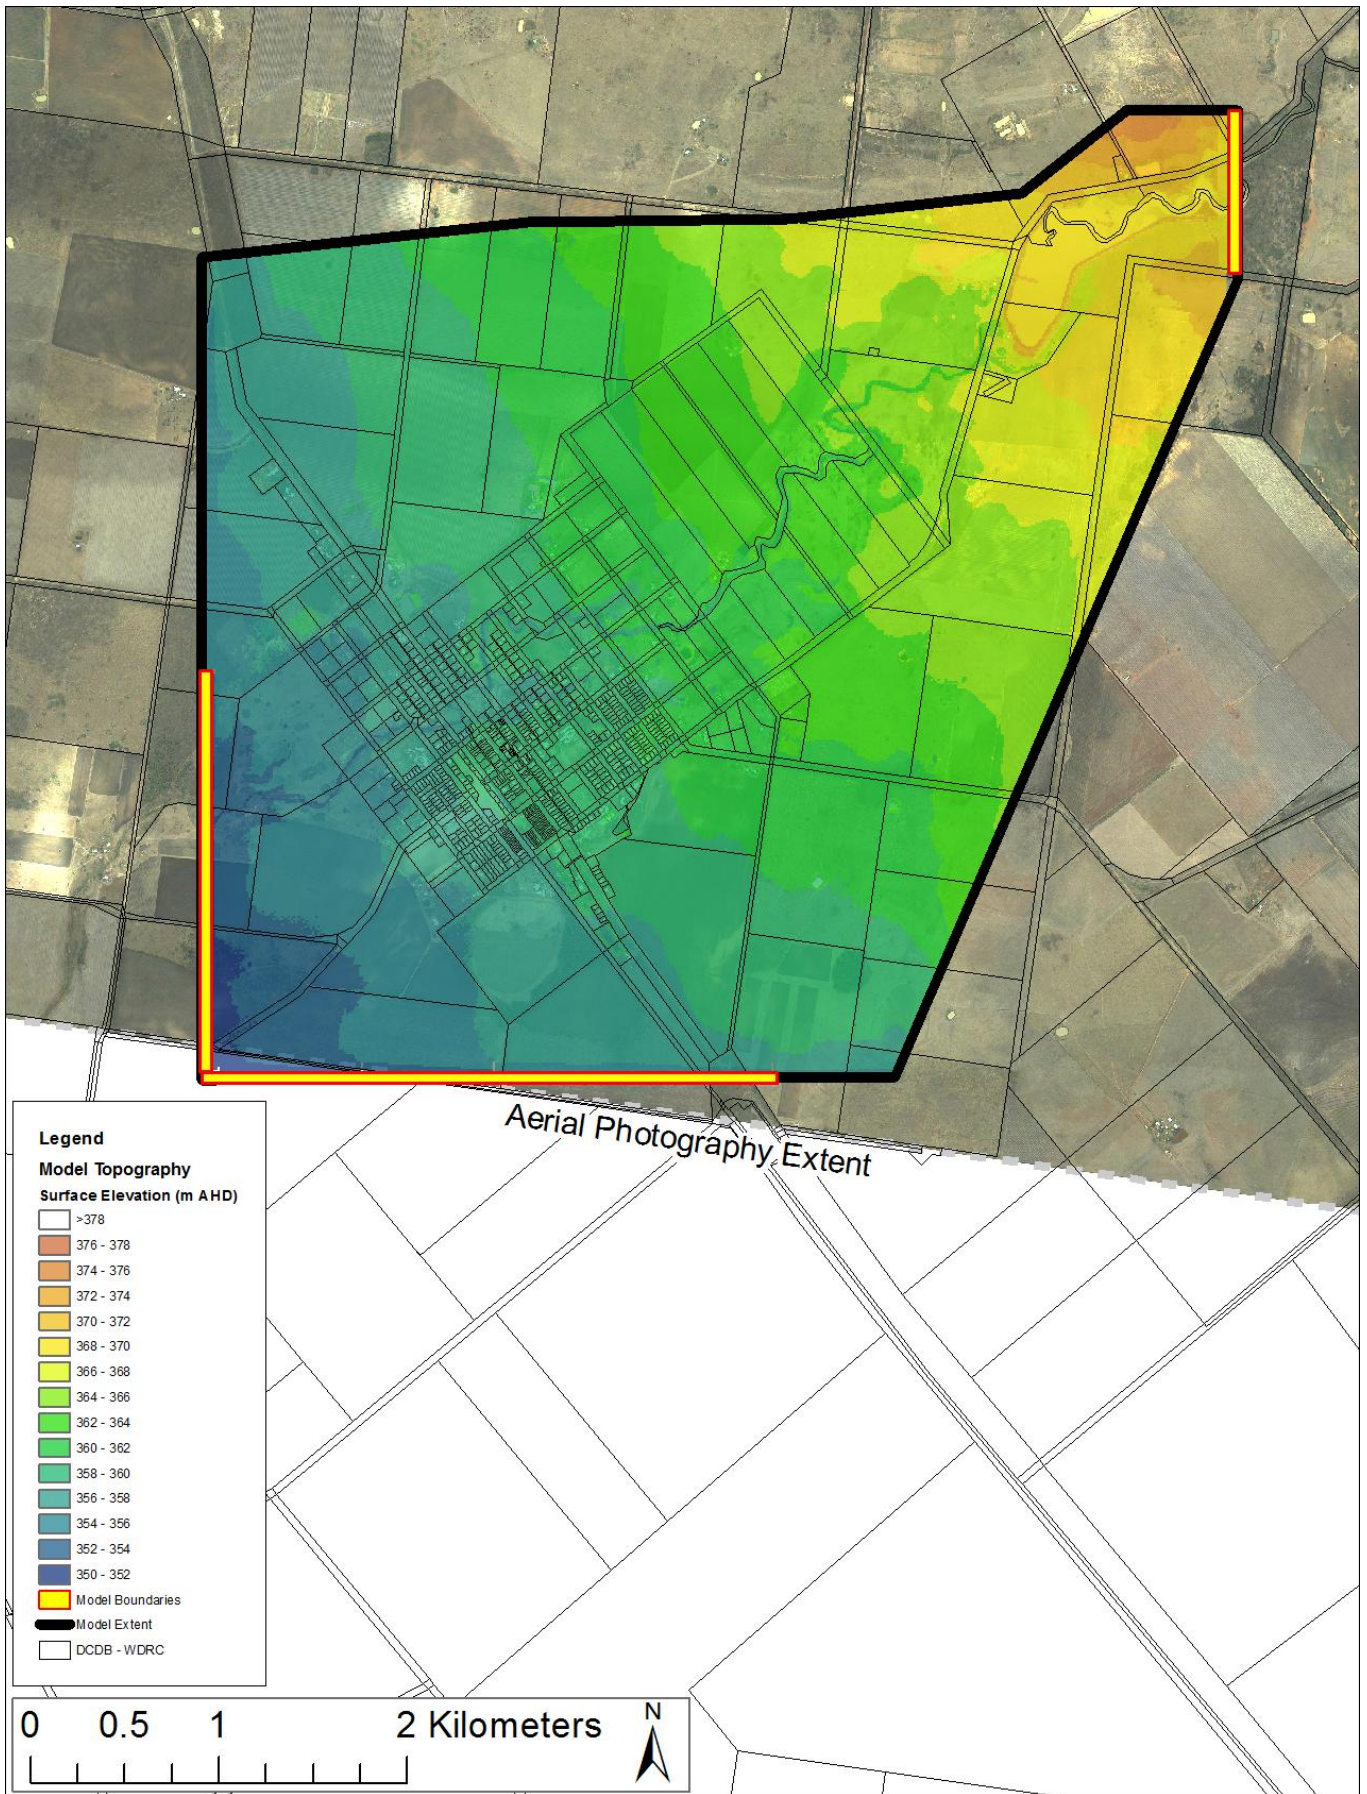 Aerial Photography Extent
Legend
Model Topography
Surface Elevation (m AHD)
>378
376 - 378
374 - 376
372 - 374
370 - 372
368 - 370
366 - 368
364 - 366
362 - 364
360 - 362
358 - 360
356 - 358
354 - 356
352 - 354
350 - 352
Model Boundaries
Model Extent
DCDB - WDRC
0 0.5 1 2 Kilometers
N